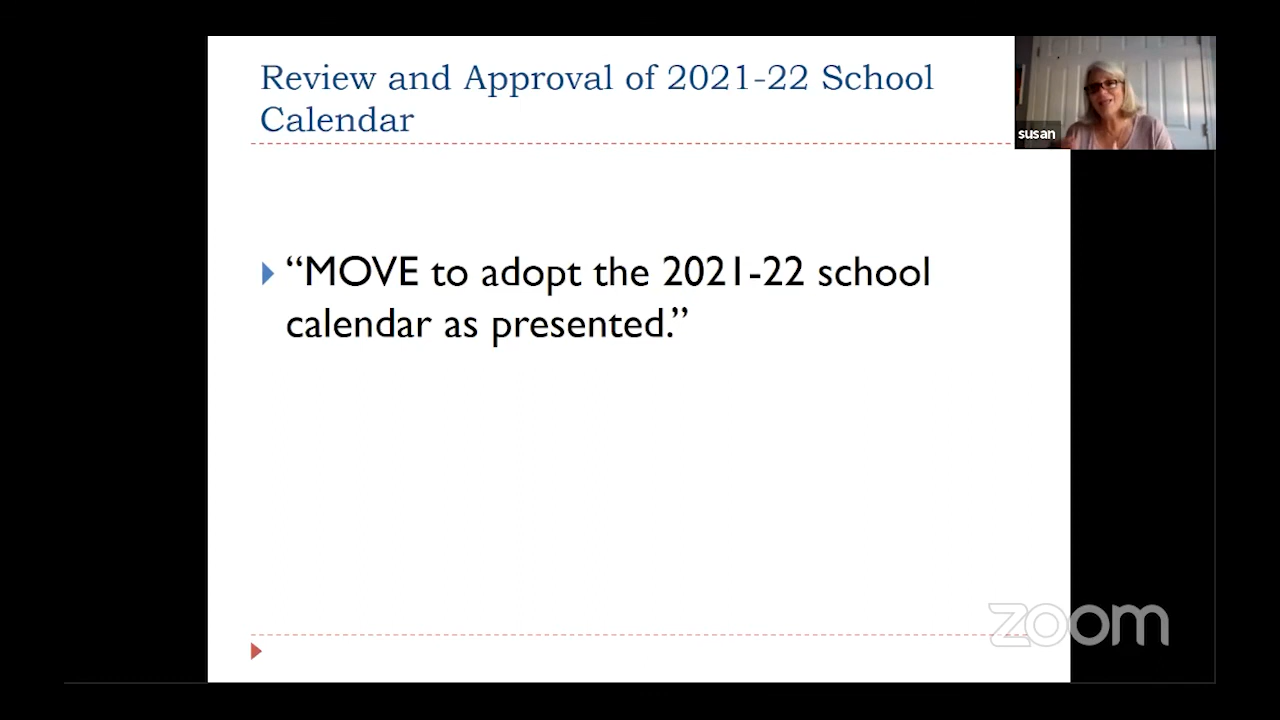 Review and Approval of 2021-22 School
Calendar
susan
“MOVE to adopt the 2021-22 school
calendar as presented.”
zoom